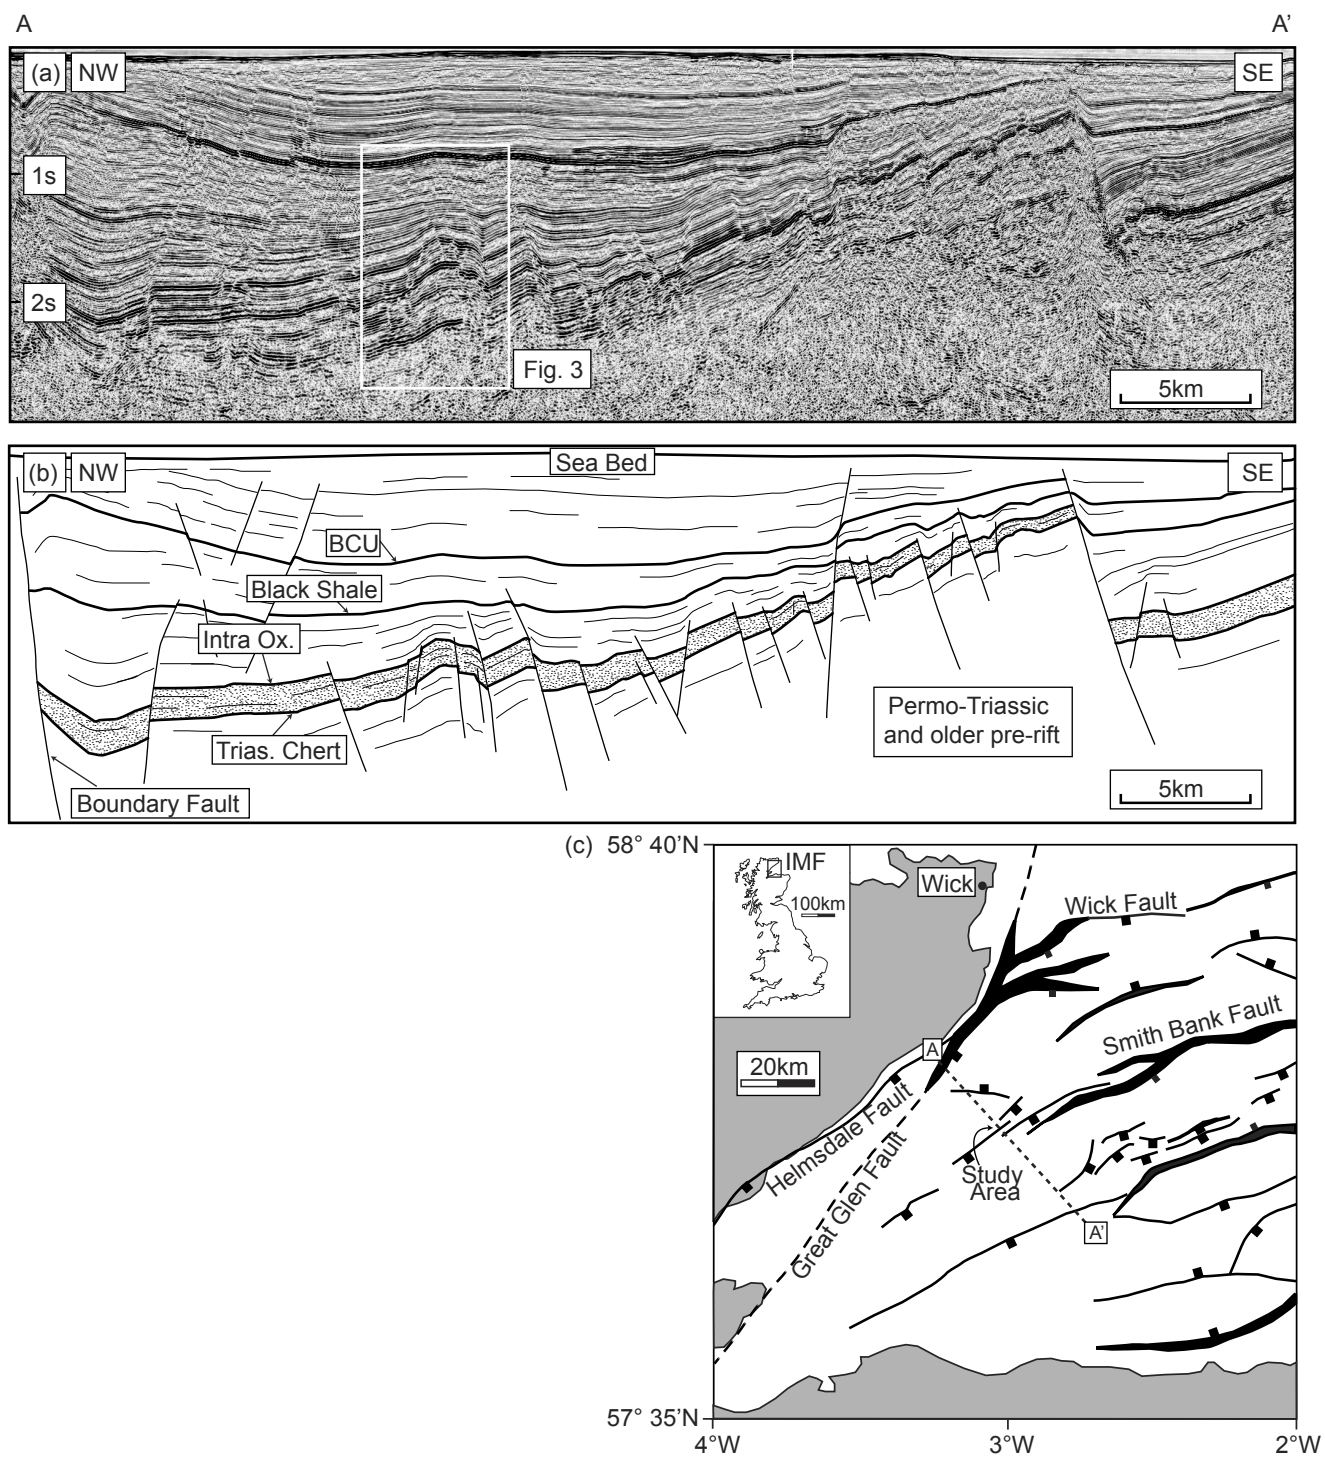 A
A’
(a) NW
SE
1s
2s
Fig. 3
5km
(b) NW
Sea Bed
SE
BCU
Black Shale
Intra Ox.
Trias. Chert
Permo-Triassic
and older pre-rift
Boundary Fault
5km
(c) 58° 40’N
IMF
100km
Wick
Wick Fault
Smith Bank Fault
A
20km
Helmsdale Fault
Great Glen Fault
Study
Area
A’
57° 35’N
4°W
3°W
2°W